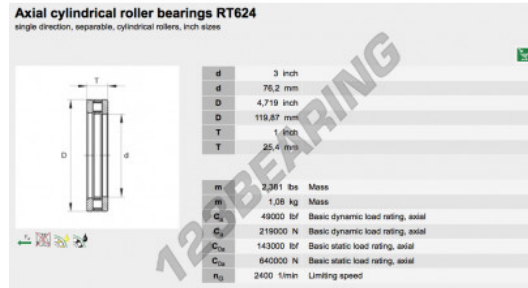 Axial cylindrical roller bearings RT624
single direction, separable, cylindrical rollers, inch sizes
T
D
d
d 3 inch
d 76,2 mm
D 4,719 inch
D 119,87 mm
T 1 inch
T 25,4 mm
m 2,381 lbs Mass
m 1,08 kg Mass
Ca 49000 lbf Basic dynamic load rating, axial
Ca 219000 N Basic dynamic load rating, axial
C0a 143000 lbf Basic static load rating, axial
C0a 640000 N Basic static load rating, axial
nG 2400 1/min Limiting speed
123BEARING